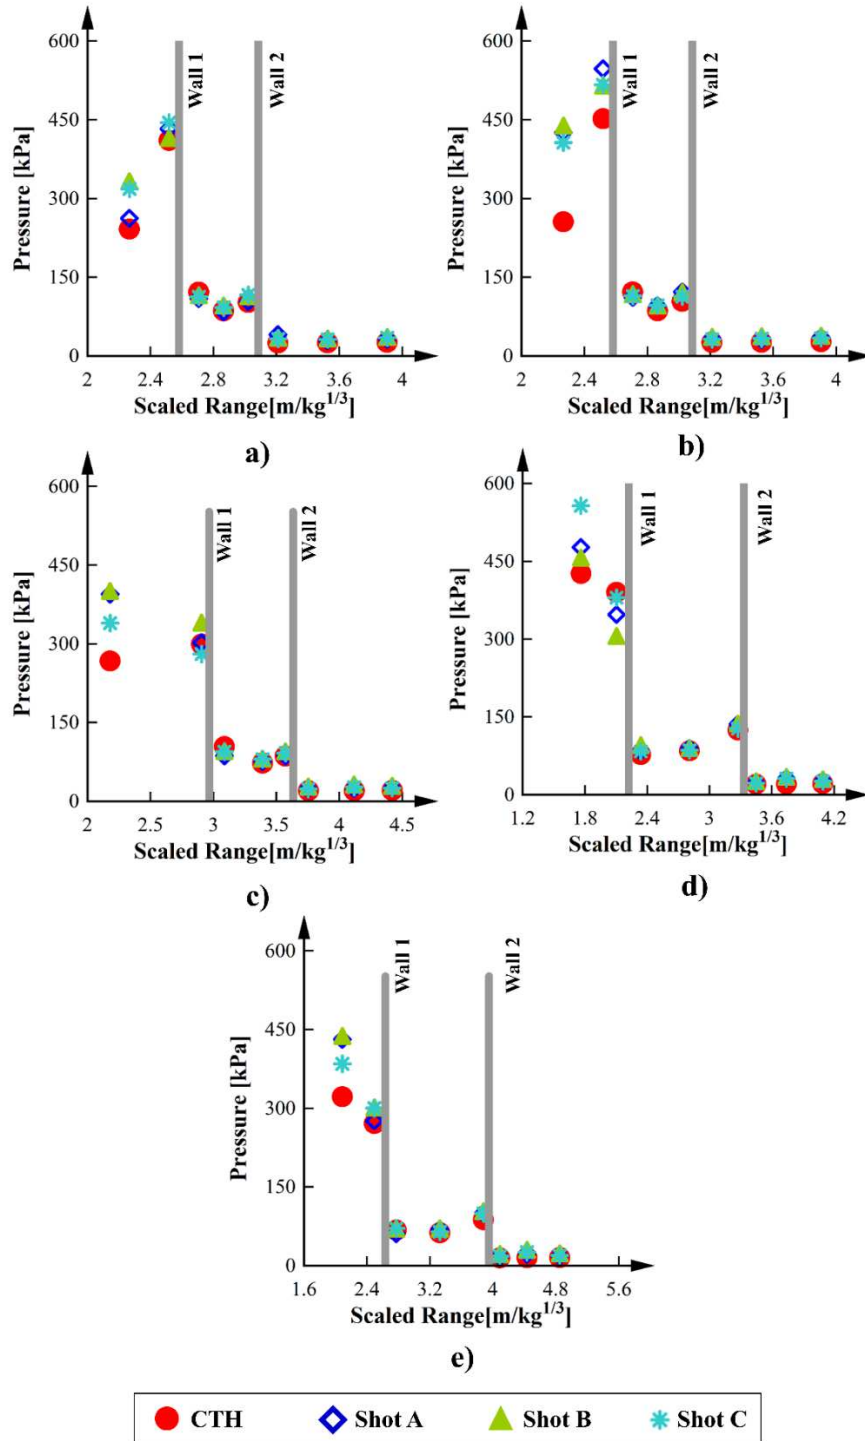 600
450
300
150
0
Pressure [kPa]
Wall 1
Wall 2
2 2.4 2.8 3.2 3.6 4
Scaled Range[m/kg1/3]
a)
600
450
300
150
0
Pressure [kPa]
Wall 1
Wall 2
2 2.4 2.8 3.2 3.6 4
Scaled Range[m/kg1/3]
b)
600
450
300
150
0
Pressure [kPa]
Wall 1
Wall 2
2 2.5 3 3.5 4 4.5
Scaled Range[m/kg1/3]
c)
600
450
300
150
0
Pressure [kPa]
Wall 1
Wall 2
1.2 1.8 2.4 3 3.6 4.2
Scaled Range[m/kg1/3]
d)
600
450
300
150
0
Pressure [kPa]
Wall 1
Wall 2
1.6 2.4 3.2 4 4.8 5.6
Scaled Range[m/kg1/3]
e)
CTH Shot A Shot B Shot C